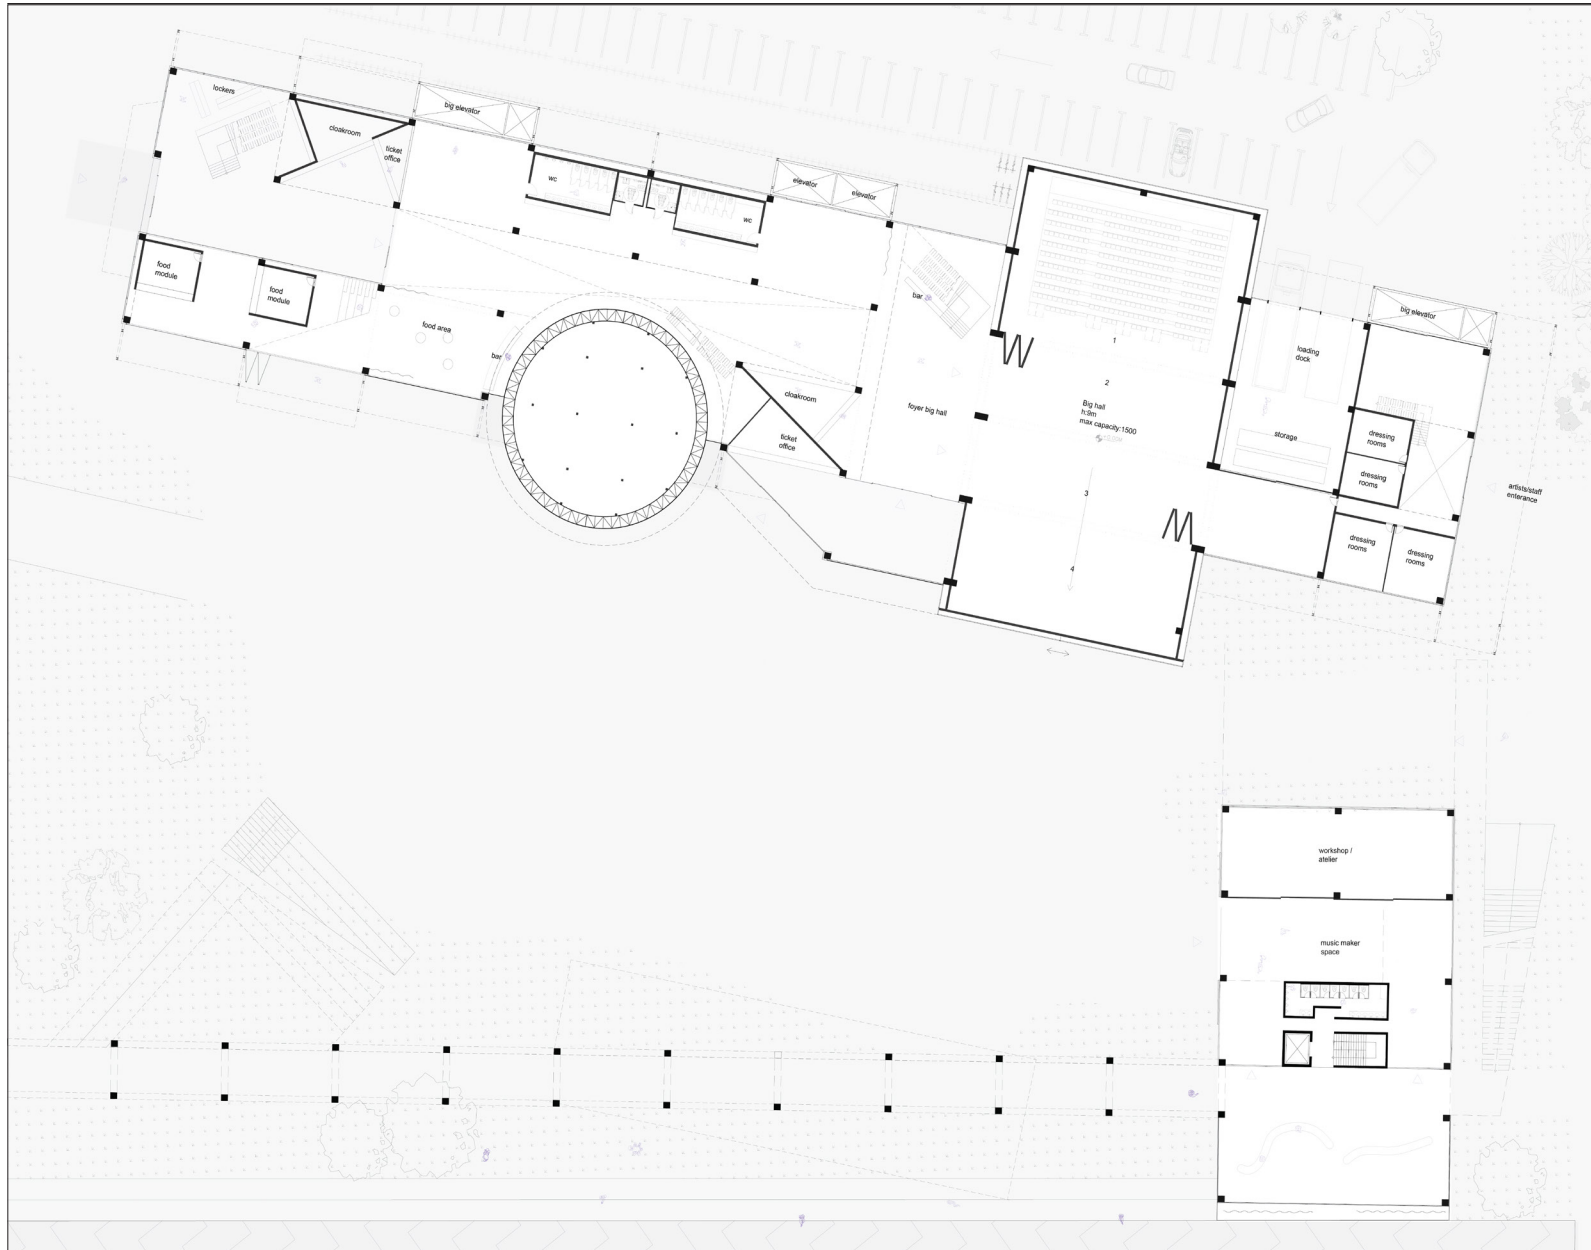 lockers
cloakroom
ticket
office
big elevator
wc
wc
elevator
elevator
food
module
food
module
food area
bar
cloakroom
ticket
office
bar
foyer big hall
1
2
Big hall
h:9m
max capacity:1500
3
4
loading
dock
storage
big elevator
dressing
rooms
dressing
rooms
dressing
rooms
dressing
rooms
artists/staff
enterance
workshop /
atelier
music maker
space